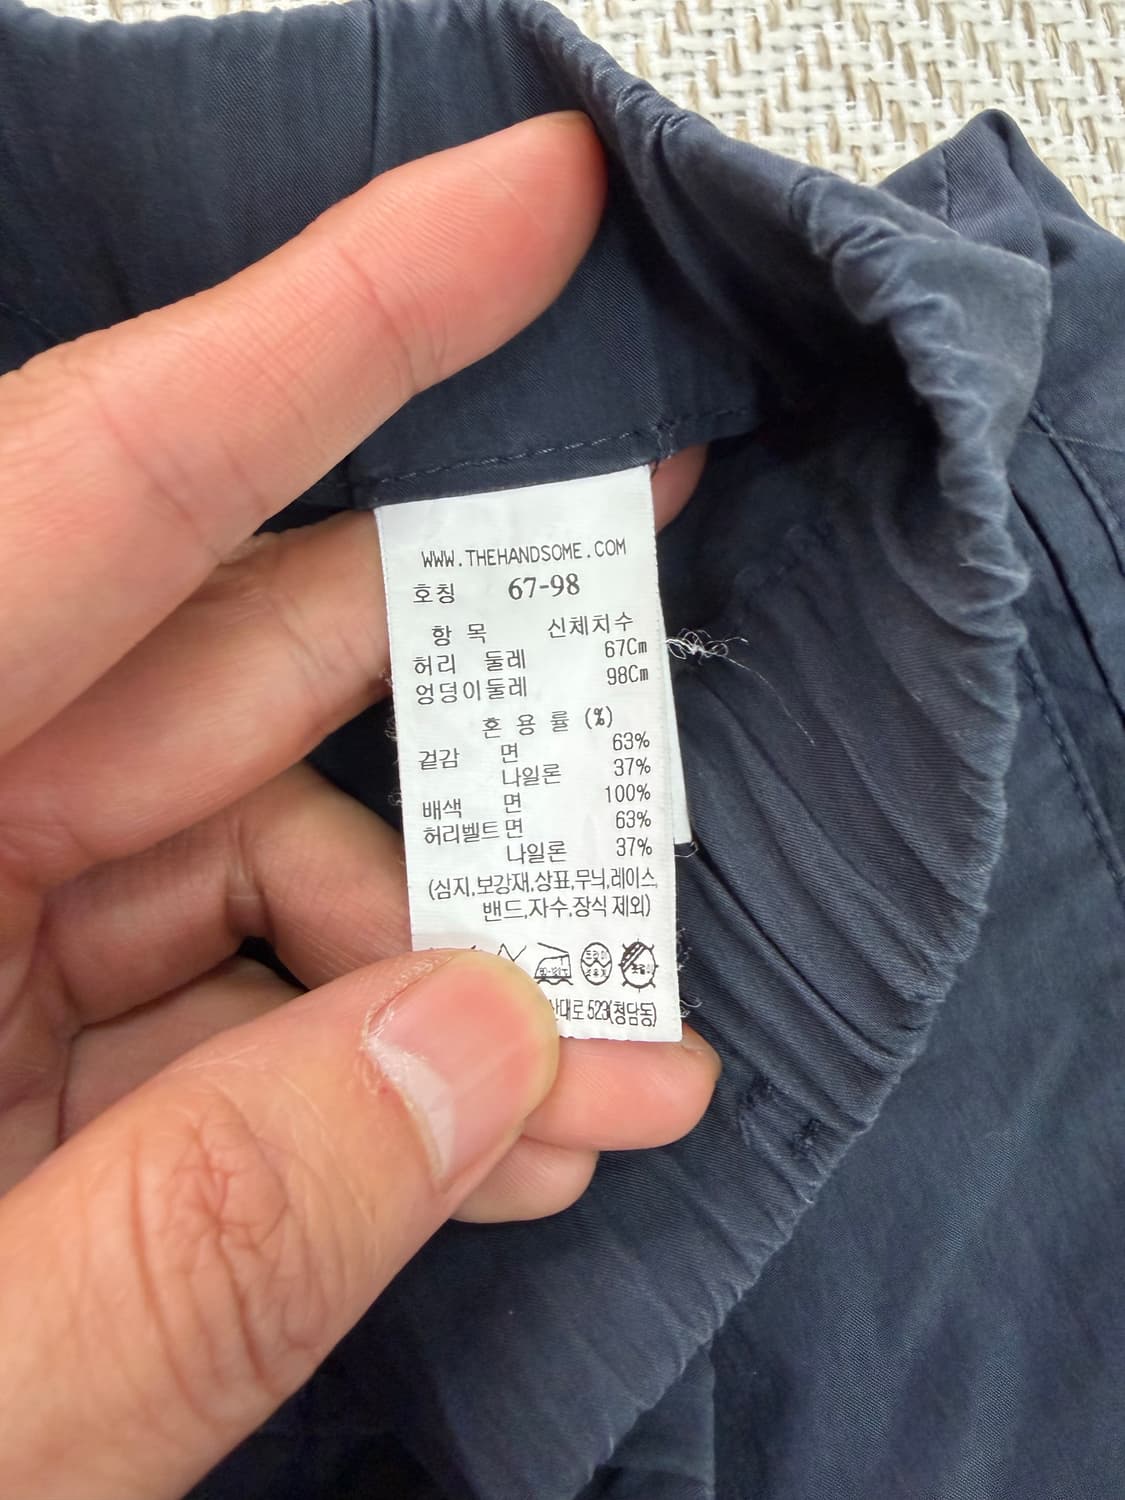 WWW.THEHANDSOME.COM
호칭 67-98
항 목 신체치수
허리 둘레 67Cm
엉덩이둘레 98Cm
혼 용 률 (%)
겉감 면 63%
나일론 37%
배색 면 100%
허리벨트 면 63%
나일론 37%
(심지,보강재,상표,무늬,레이스,
밴드,자수,장식 제외)
대로 523(청담동)